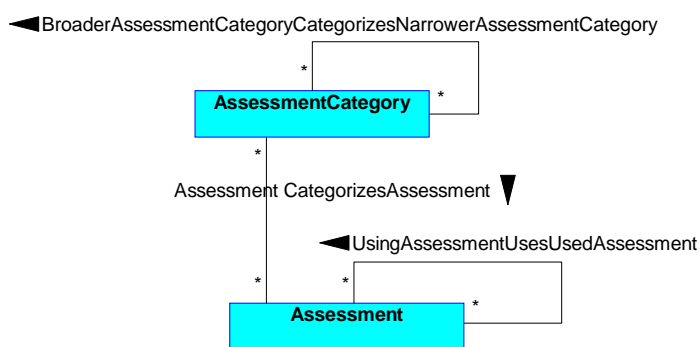 BroaderAssessmentCategoryCategorizesNarrowerAssessmentCategory
*
AssessmentCategory
*
*
Assessment CategorizesAssessment
UsingAssessmentUsesUsedAssessment
*
*
*
Assessment